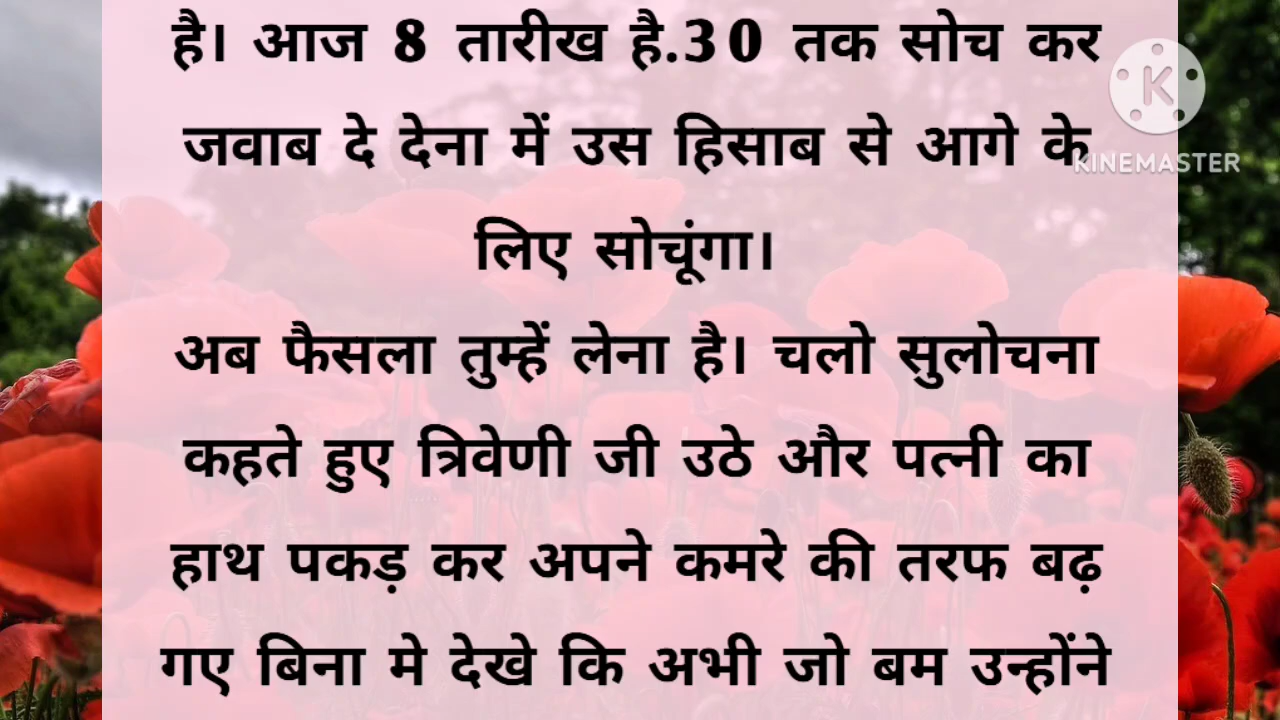 है। आज 8 तारीख है.30 तक सोच कर
जवाब दे देना में उस हिसाब से आगे के
लिए सोचूंगा।
अब फैसला तुम्हें लेना है। चलो सुलोचना
कहते हुए त्रिवेणी जी उठे और पत्नी का
हाथ पकड़ कर अपने कमरे की तरफ बढ़
गए बिना मे देखे कि अभी जो बम उन्होंने
K
KINEMASTER